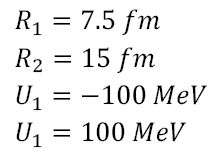 R₁ = 7.5 fm
R₂ = 15 fm
U₁ = −100 MeV
U₁ = 100 MeV